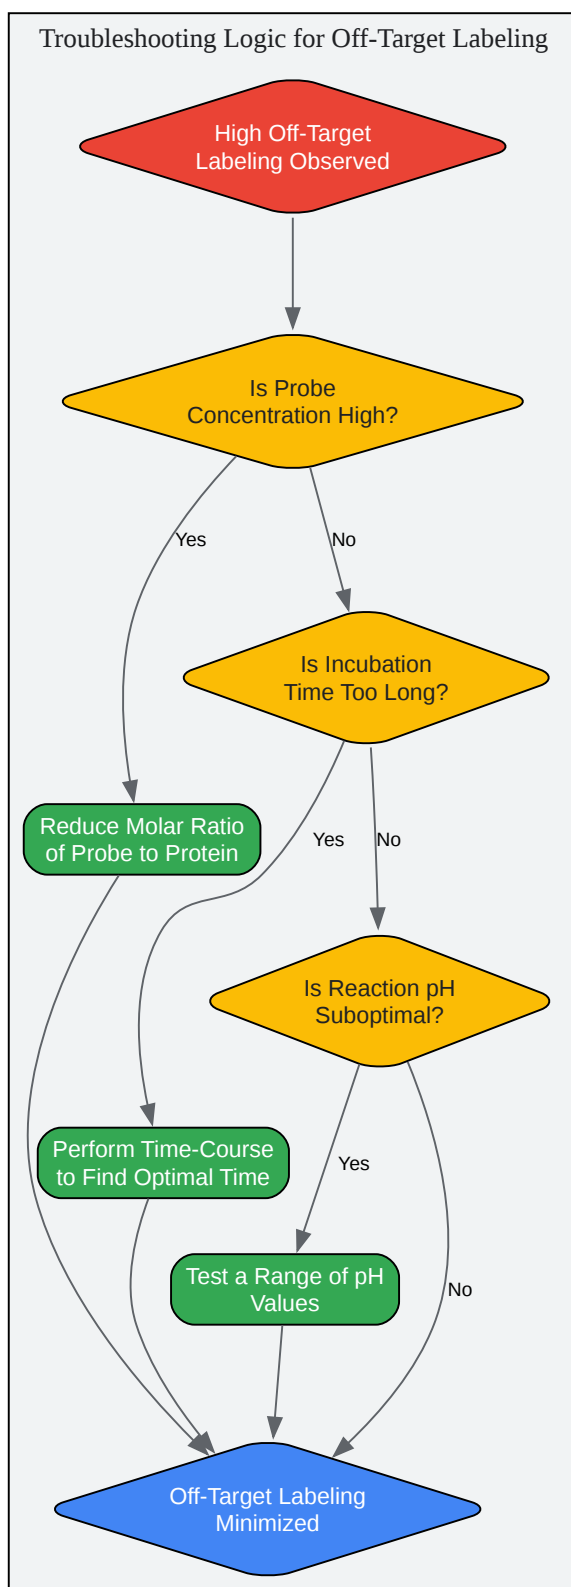 Troubleshooting Logic for Off-Target Labeling
High Off-Target
Labeling Observed
Is Probe
Concentration High?
Yes
No
Is Incubation
Time Too Long?
Reduce Molar Ratio
of Probe to Protein
Yes
No
Is Reaction pH
Suboptimal?
Perform Time-Course
to Find Optimal Time
Yes
Test a Range of pH
Values
No
Off-Target Labeling
Minimized